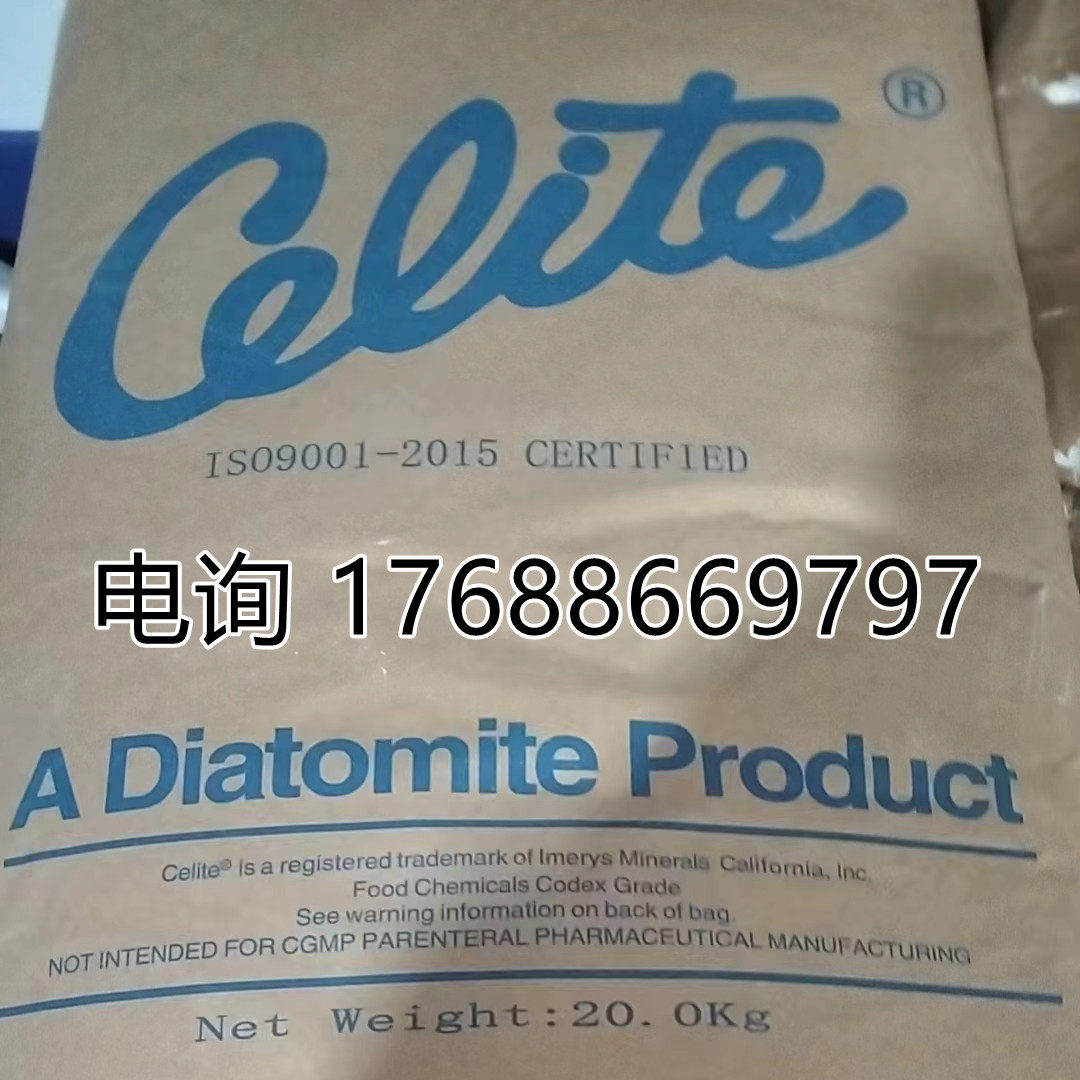 Celite®
ISO9001-2015 CERTIFIED
电询 17688669797
A Diatomite Product
Celite® is a registered trademark of Imerys Minerals California, Inc.
Food Chemicals Codex Grade
See warning information on back of bag.
NOT INTENDED FOR CGMP PARENTERAL PHARMACEUTICAL MANUFACTURING
Net Weight:20.0Kg